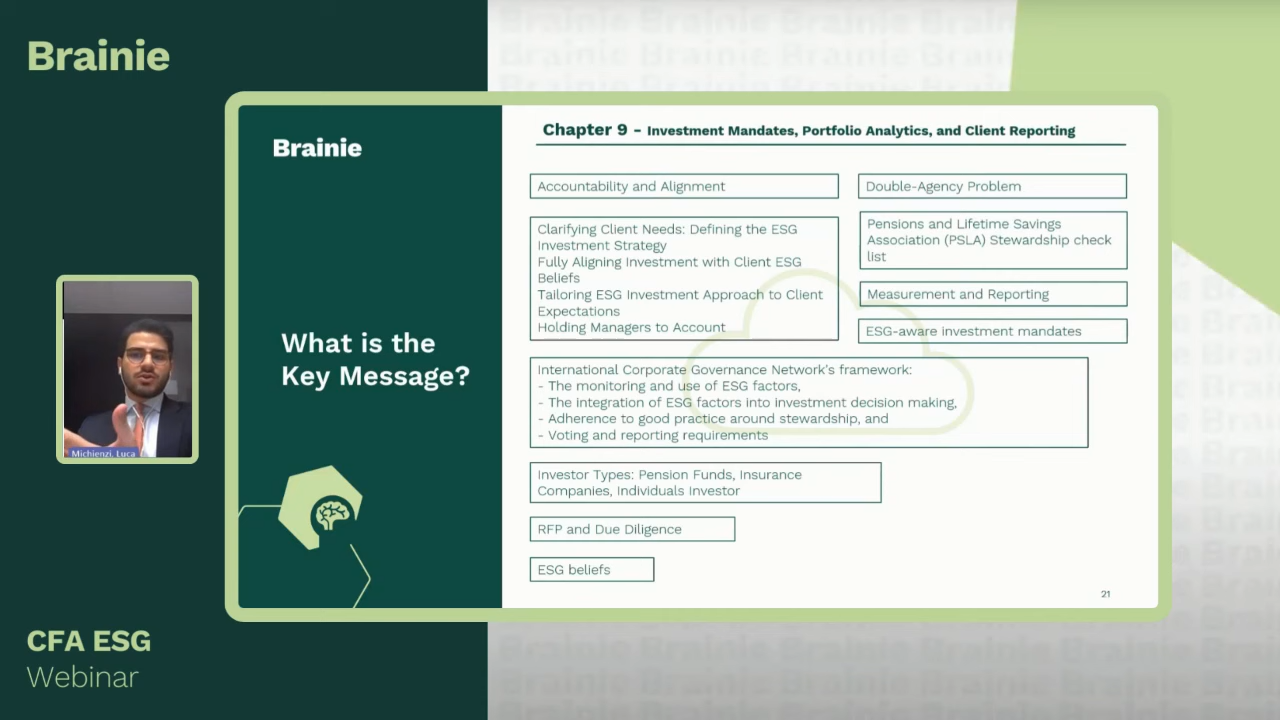 Brainie
Brainie
What is the
Key Message?
Chapter 9 - Investment Mandates, Portfolio Analytics, and Client Reporting
Accountability and Alignment
Double-Agency Problem
Clarifying Client Needs: Defining the ESG
Investment Strategy
Fully Aligning Investment with Client ESG
Beliefs
Tailoring ESG Investment Approach to Client
Expectations
Holding Managers to Account
Pensions and Lifetime Savings
Association (PSLA) Stewardship check
list
Measurement and Reporting
ESG-aware investment mandates
International Corporate Governance Network's framework:
- The monitoring and use of ESG factors,
- The integration of ESG factors into investment decision making,
- Adherence to good practice around stewardship, and
- Voting and reporting requirements
Investor Types: Pension Funds, Insurance
Companies, Individuals Investor
RFP and Due Diligence
ESG beliefs
21
Michienzi, Luca
CFA ESG
Webinar